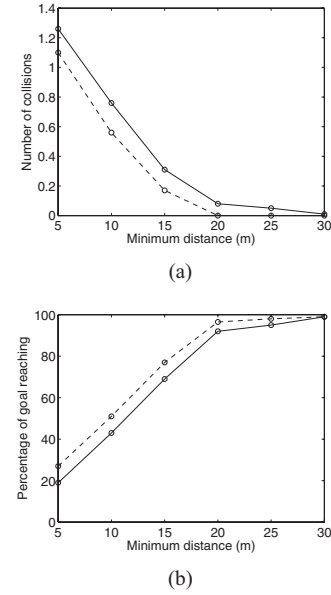 1.4
1.2
1
0.8
0.6
0.4
0.2
0
Number of collisions
5 10 15 20 25 30
Minimum distance (m)
(a)
100
80
60
40
20
0
Percentage of goal reaching
5 10 15 20 25 30
Minimum distance (m)
(b)